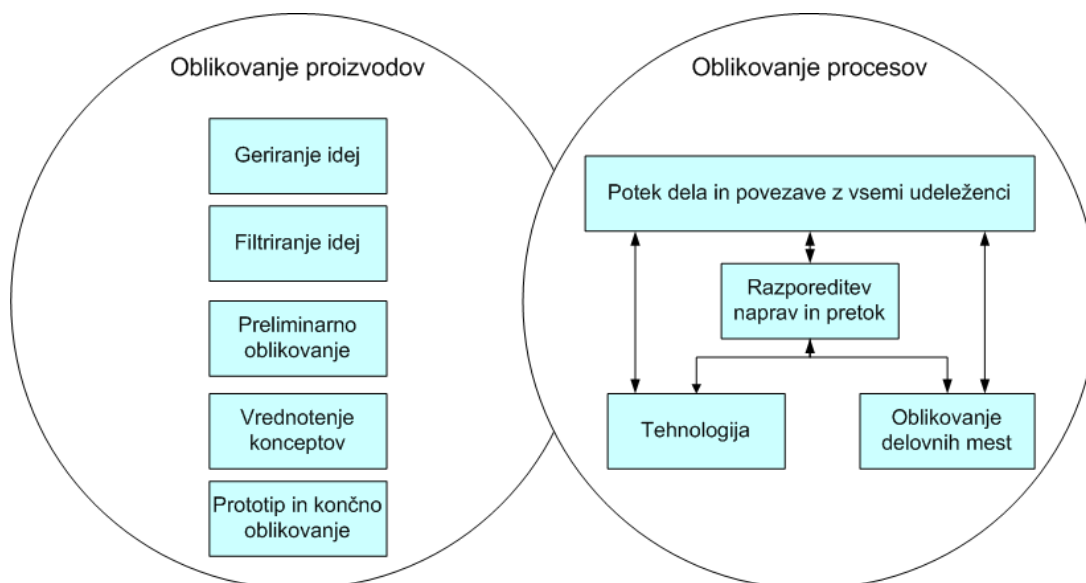 Oblikovanje proizvodov
Geriranje idej
Filtriranje idej
Preliminarno
oblikovanje
Vrednotenje
konceptov
Prototip in končno
oblikovanje
Oblikovanje procesov
Potek dela in povezave z vsemi udeleženci
Razporeditev
naprav in pretok
Tehnologija
Oblikovanje
delovnih mest